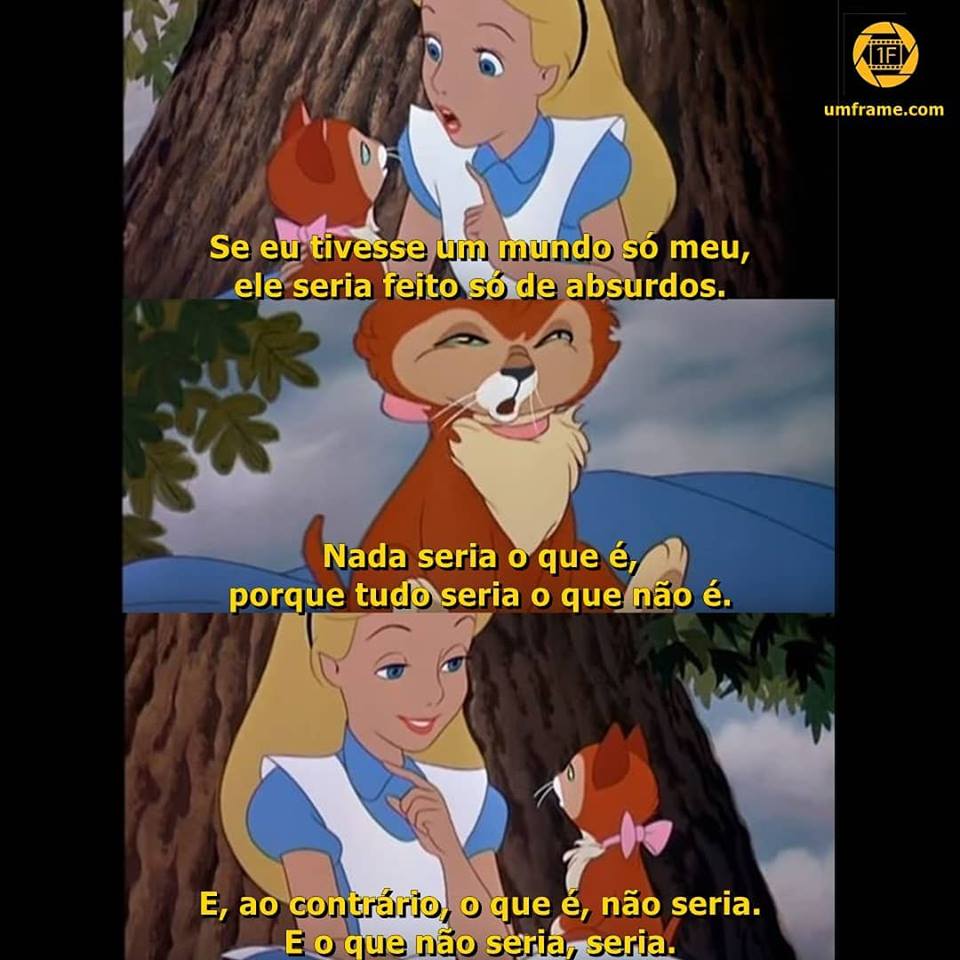 1F
umframe.com
Se eu tivesse um mundo só meu,
ele seria feito só de absurdos.
Nada seria o que é,
porque tudo seria o que não é.
E, ao contrário, o que é, não seria.
E o que não seria, seria.